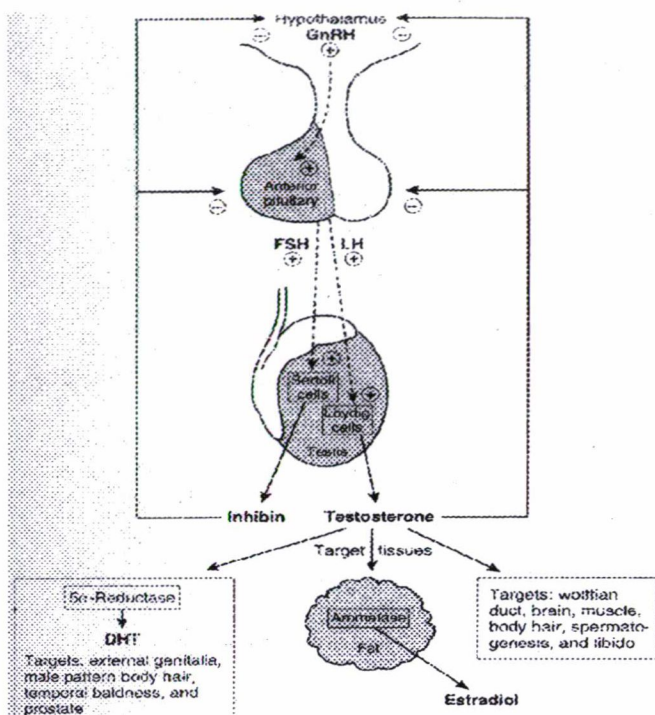 Hypothalamus
GnRH
Anterior
pituitary
FSH LH
Sertoli
cells
Leydig
cells
Testis
Inhibin Testosterone
Target tissues
5α-Reductase
DHT
Targets: external genitalia,
male pattern body hair,
temporal baldness, and
prostate
Aromatase
Fat
Estradiol
Targets: wolffian
duct, brain, muscle,
body hair, spermato-
genesis, and libido